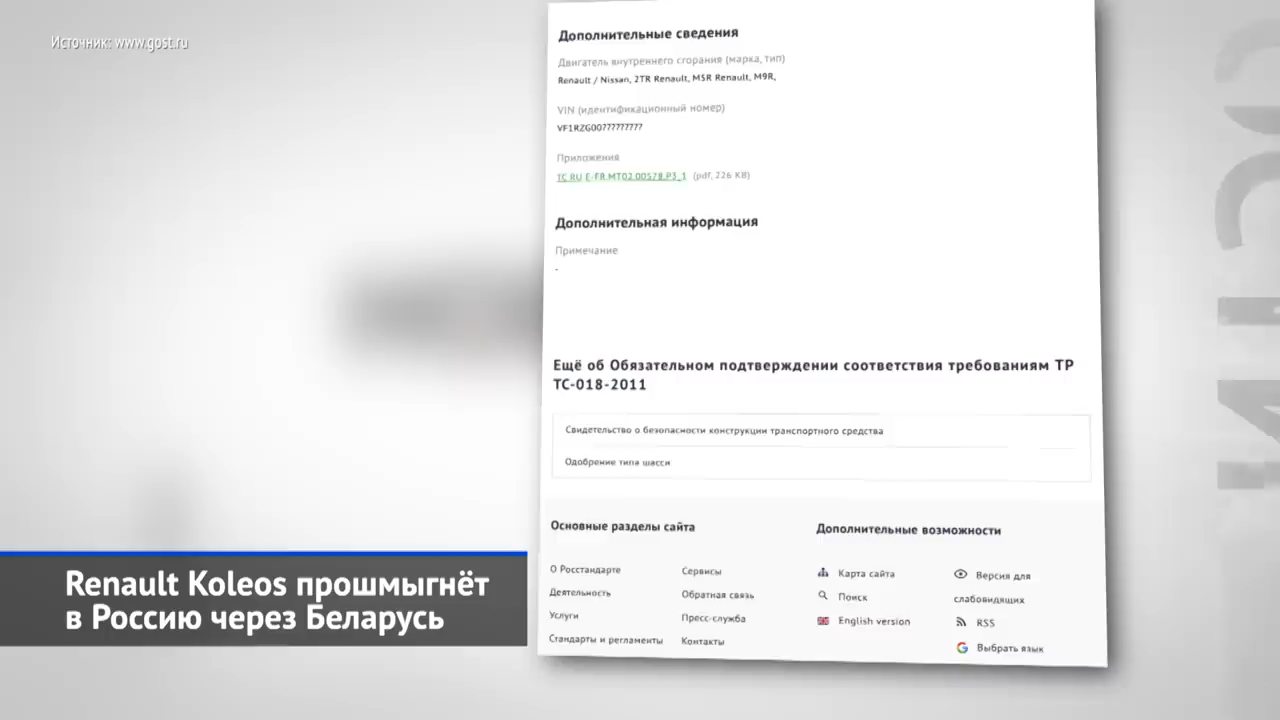 Источник: www.gost.ru
Дополнительные сведения
Двигатель внутреннего сгорания (марка, тип)
Renault / Nissan, 2TR Renault, M5R Renault, M9R,
VIN (идентификационный номер)
VF1RZG00??????????
Приложения
TC RU E-FR.MT02.00578.P3_1 (pdf, 226 KB)
Дополнительная информация
Примечание
-
Ещё об Обязательном подтверждении соответствия требованиям ТР
ТС-018-2011
Свидетельство о безопасности конструкции транспортного средства
Одобрение типа шасси
Основные разделы сайта
О Росстандарте
Деятельность
Услуги
Стандарты и регламенты
Сервисы
Обратная связь
Пресс-служба
Контакты
Дополнительные возможности
Карта сайта
Поиск
English version
Версия для
слабовидящих
RSS
Выбрать язык
Renault Koleos прошмыгнёт
в Россию через Беларусь